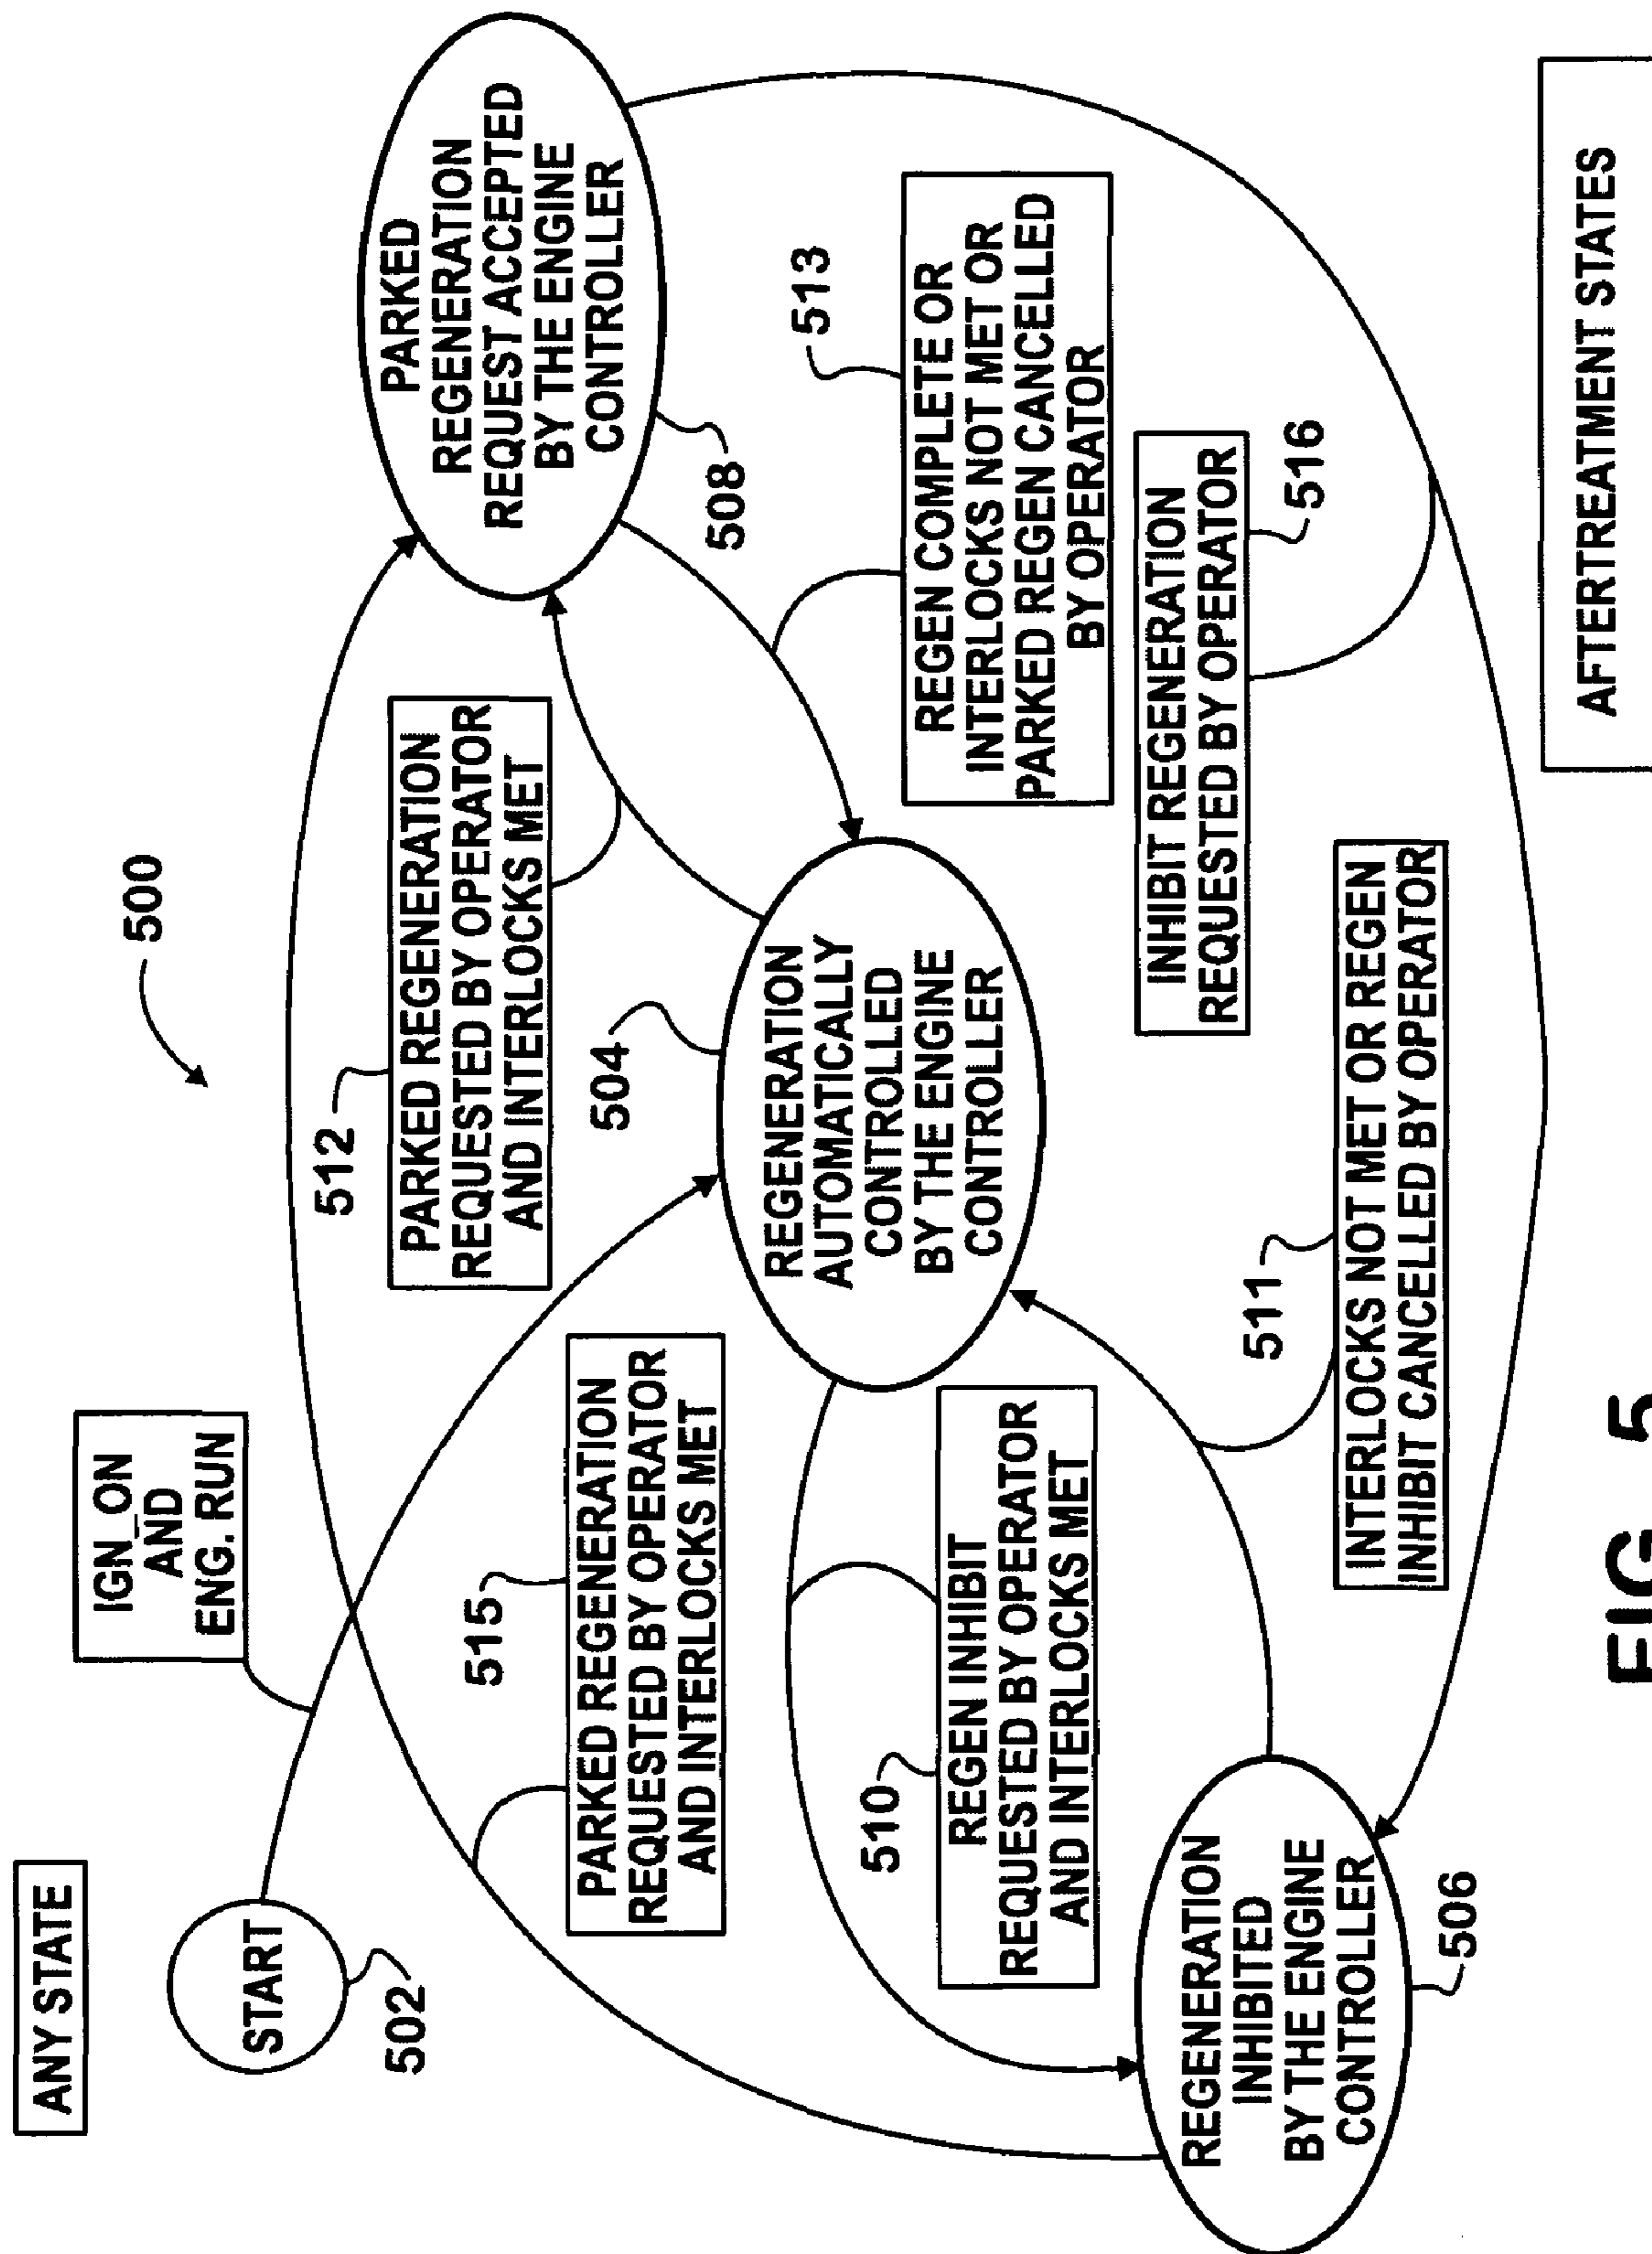 ANY STATE
START
502
IGN_ON
AND
ENG. RUN
500
512
PARKED REGENERATION
REQUESTED BY OPERATOR
AND INTERLOCKS MET
PARKED
REGENERATION
REQUEST ACCEPTED
BY THE ENGINE
CONTROLLER
508
515
PARKED REGENERATION
REQUESTED BY OPERATOR
AND INTERLOCKS MET
504
REGENERATION
AUTOMATICALLY
CONTROLLED
BY THE ENGINE
CONTROLLER
513
REGEN COMPLETE OR
INTERLOCKS NOT MET OR
PARKED REGEN CANCELLED
BY OPERATOR
510
REGEN INHIBIT
REQUESTED BY OPERATOR
AND INTERLOCKS MET
INHIBIT REGENERATION
REQUESTED BY OPERATOR
516
REGENERATION
INHIBITED
BY THE ENGINE
CONTROLLER
506
511
INTERLOCKS NOT MET OR REGEN
INHIBIT CANCELLED BY OPERATOR
FIG. 5
AFTERTREATMENT STATES